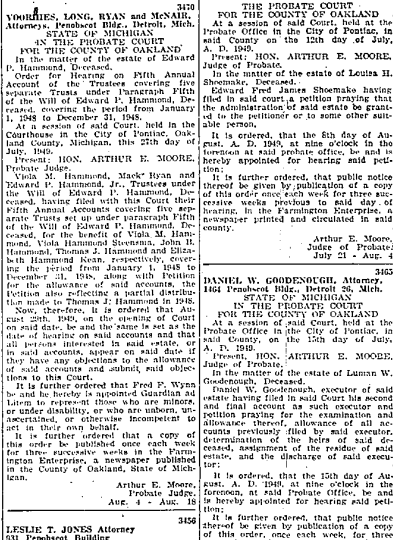 3470
VOORHIES, LONG, RYAN and McNAIR,
Attorneys, Penobscot Bldg., Detroit, Mich.
STATE OF MICHIGAN
IN THE PROBATE COURT
FOR THE COUNTY OF OAKLAND
In the matter of the estate of Edward
P. Hammond, Deceased.
Order for Hearing on Fifth Annual
Account of the Trustees covering five
separate Trusts under Paragraph Fifth
of the Will of Edward P. Hammond, De-
ceased, covering the period from January
1, 1948 to December 31, 1948.
At a session of said Court, held in the
Courthouse in the City of Pontiac, Oak-
land County, Michigan, this 27th day of
July, 1949.
Present: HON. ARTHUR E. MOORE,
Probate Judge.
Viola M. Hammond, Mack Ryan and
Edward P. Hammond, Jr., Trustees under
the Will of Edward P. Hammond, De-
ceased, having filed with this Court their
Fifth Annual Accounts covering five sep-
arate Trusts set up under paragraph Fifth
of the Will of Edward P. Hammond, De-
ceased, for the benefit of Viola M. Ham-
mond, Viola Hammond Stevenson, John B.
Hammond, Thomas J. Hammond and Eliza-
beth Hammond Kean, respectively, cover-
ing the period from January 1, 1948 to
December 31, 1948, along with Petition
for the allowance of said accounts, the
Petition also reflecting a partial distribu-
tion made to Thomas J. Hammond in 1948.
Now, therefore, it is ordered that Au-
gust 29th, 1949, on the opening of Court
on said date, be and the same is set as the
date of hearing on said accounts and that
all persons interested in said estate, or
in said accounts, appear on said date if
they have any objections to the allowance
of said accounts and submit said objec-
tions to this Court.
It is further ordered that Fred F. Wynn
be and he hereby is appointed Guardian ad
Litem to represent those who are minors,
or under disability, or who are unborn, un-
ascertained, or otherwise incompetent to
act in their own behalf.
It is further ordered that a copy of
this order be published once each week
for three successive weeks in the Farm-
ington Enterprise, a newspaper published
in the County of Oakland, State of Mich-
igan.
Arthur E. Moore,
Probate Judge.
Aug. 4 - Aug. 18
3456
LESLIE T. JONES Attorney
931 Penobscot Building
THE PROBATE COURT
FOR THE COUNTY OF OAKLAND
At a session of said Court, held at the
Probate Office in the City of Pontiac, in
said County on the 12th day of July,
A. D. 1949.
Present: HON. ARTHUR E. MOORE,
Judge of Probate.
In the matter of the estate of Louisa H.
Shoemake, Deceased.
Edward Fred James Shoemake having
filed in said court a petition praying that
the administration of said estate be grant-
ed to the petitioner or to some other suit-
able person,
It is ordered, that the 8th day of Au-
gust, A. D. 1949, at nine o'clock in the
forenoon at said probate office, be and is
hereby appointed for hearing said peti-
tion;
It is further ordered, that public notice
thereof be given by publication of a copy
of this order once each week for three suc-
cessive weeks previous to said day of
hearing, in the Farmington Enterprise, a
newspaper printed and circulated in said
county.
Arthur E. Moore,
Judge of Probate.
July 21 - Aug. 4
3465
DANIEL W. GOODENOUGH, Attorney,
1464 Penobscot Bldg., Detroit 26, Mich.
STATE OF MICHIGAN
IN THE PROBATE COURT
FOR THE COUNTY OF OAKLAND
At a session of said Court, held at the
Probate Office in the City of Pontiac, in
said County, on the 15th day of July,
A. D. 1949.
Present, HON. ARTHUR E. MOORE,
Judge of Probate.
In the matter of the estate of Luman W.
Goodenough, Deceased.
Daniel W. Goodenough, executor of said
estate having filed in said Court his second
and final account as such executor and
petition praying for the examination and
allowance thereof, allowance of all ac-
counts previously filed by said executor,
determination of the heirs of said de-
ceased, assignment of the residue of said
estate, and the discharge of said execu-
tor;
It is ordered, that the 15th day of Au-
gust, A. D. 1949, at nine o'clock in the
forenoon, at said Probate Office, be and
is hereby appointed for hearing said peti-
tion;
It is further ordered, that public notice
thereof be given by publication of a copy
of this order, once each week, for three